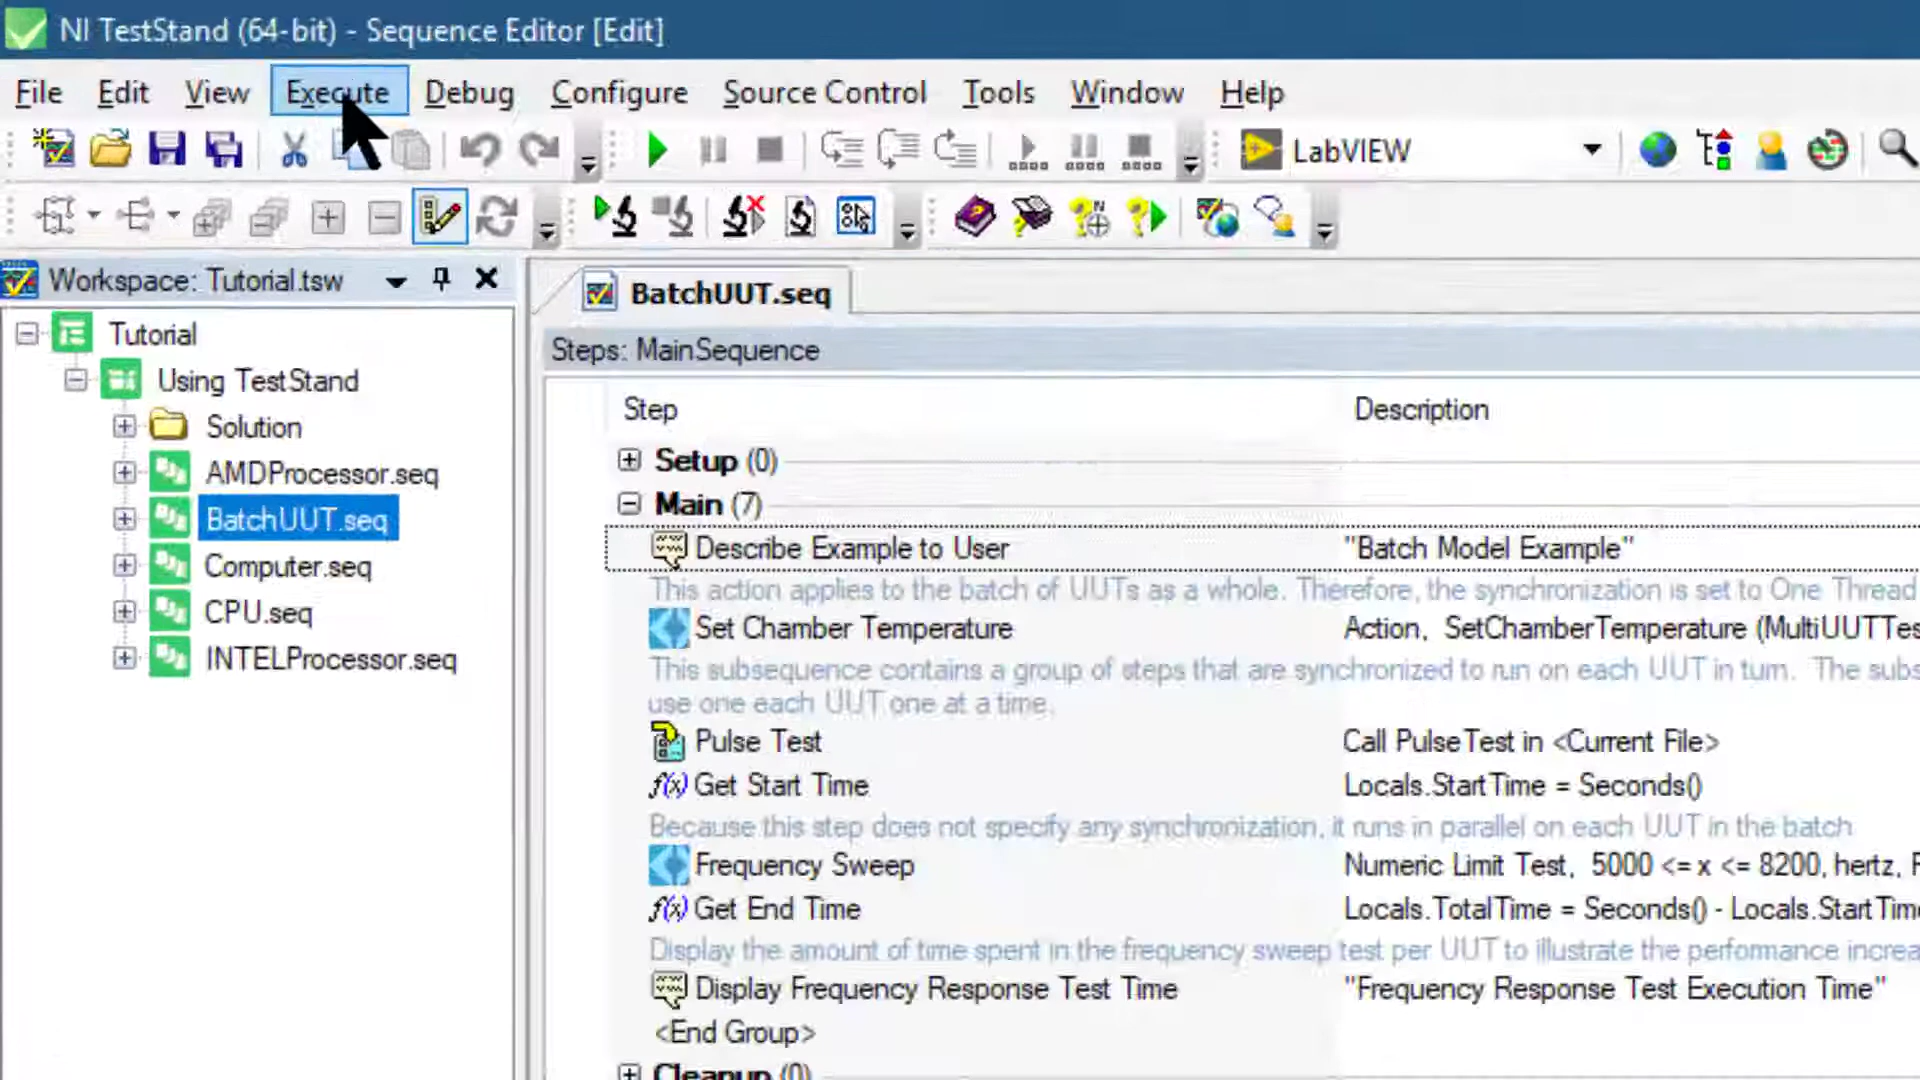 NI TestStand (64-bit) - Sequence Editor [Edit]
File Edit View Execute Debug Configure Source Control Tools Window Help
LabVIEW
Workspace: Tutorial.tsw
BatchUUT.seq
Tutorial
Using TestStand
Solution
AMDProcessor.seq
BatchUUT.seq
Computer.seq
CPU.seq
INTELProcessor.seq
Steps: MainSequence
Step Description
Setup (0)
Main (7)
Describe Example to User "Batch Model Example"
This action applies to the batch of UUTs as a whole. Therefore, the synchronization is set to One Thread
Set Chamber Temperature Action, SetChamberTemperature (MultiUUTTes
This subsequence contains a group of steps that are synchronized to run on each UUT in turn. The subs
use one each UUT one at a time.
Pulse Test Call PulseTest in <Current File>
f(x) Get Start Time Locals.StartTime = Seconds()
Because this step does not specify any synchronization, it runs in parallel on each UUT in the batch
Frequency Sweep Numeric Limit Test, 5000 <= x <= 8200, hertz, F
f(x) Get End Time Locals.TotalTime = Seconds() - Locals.StartTime
Display the amount of time spent in the frequency sweep test per UUT to illustrate the performance increa
Display Frequency Response Test Time "Frequency Response Test Execution Time"
<End Group>
Cleanup (0)